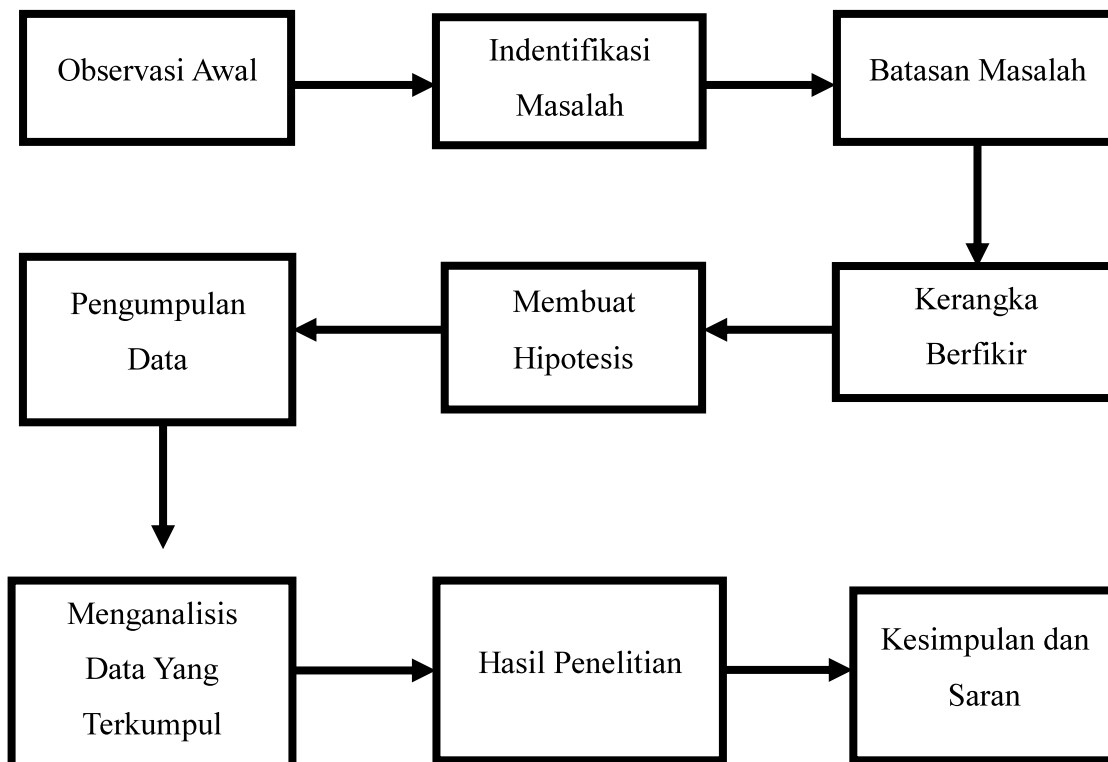 Observasi Awal
Indentifikasi
Masalah
Batasan Masalah
Kerangka
Berfikir
Membuat
Hipotesis
Pengumpulan
Data
Menganalisis
Data Yang
Terkumpul
Hasil Penelitian
Kesimpulan dan
Saran